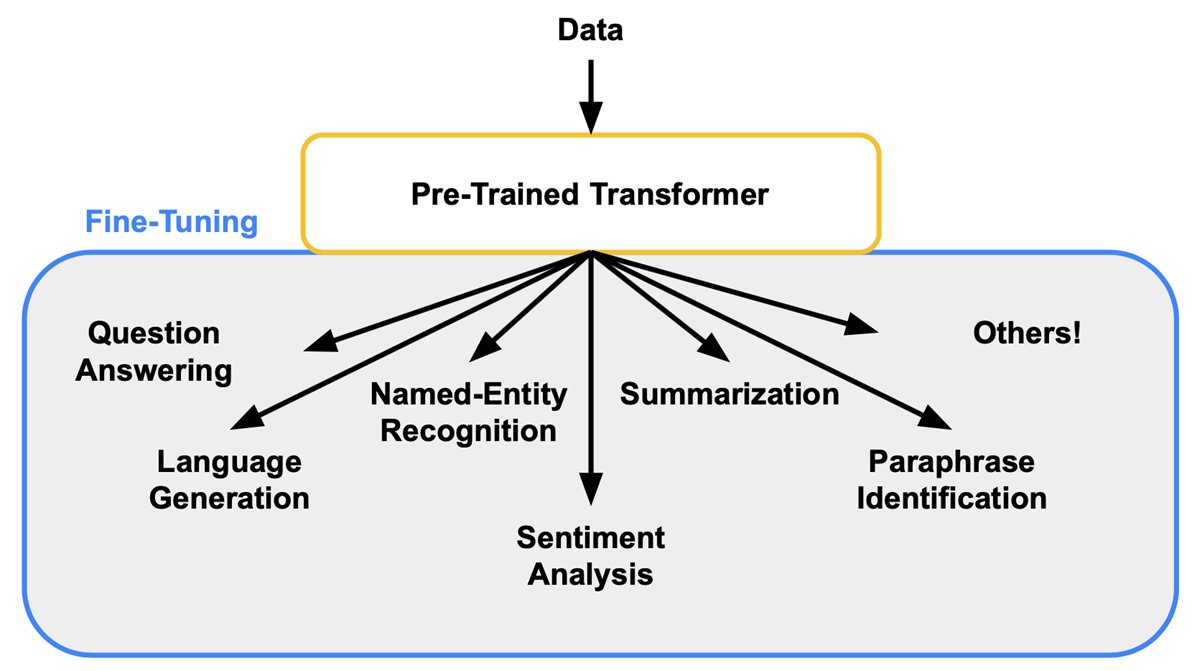 Data
Pre-Trained Transformer
Fine-Tuning
Question
Answering
Others!
Named-Entity
Recognition
Summarization
Language
Generation
Paraphrase
Identification
Sentiment
Analysis